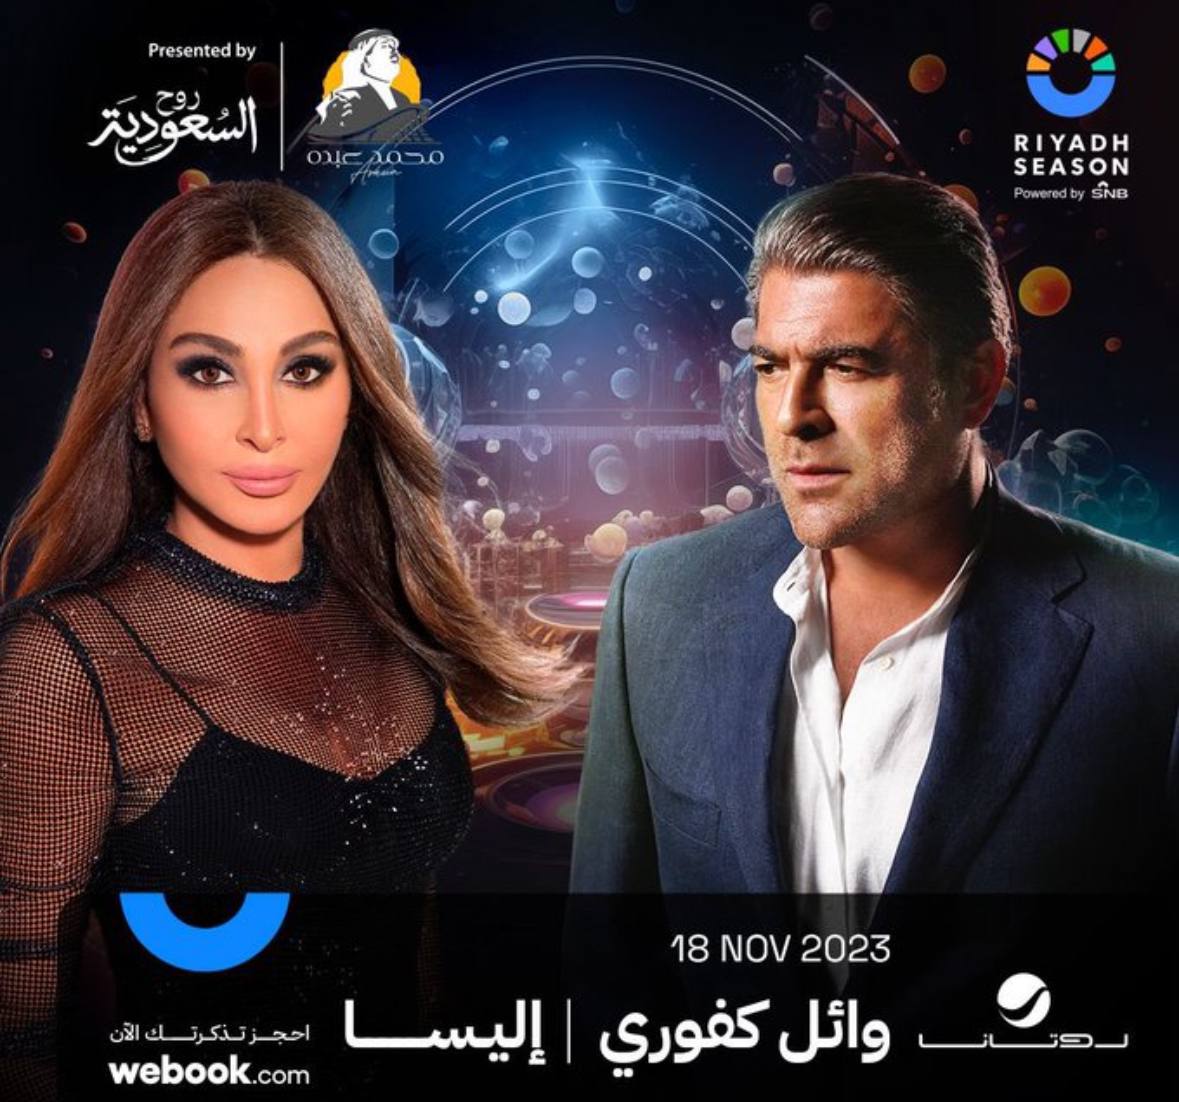 Presented by
روح
السعودية
محمد عبده
Arena
RIYADH
SEASON
Powered by SNB
18 NOV 2023
وائل كفوري | إليسا
روتانا
احجز تذكرتك الآن
webook.com